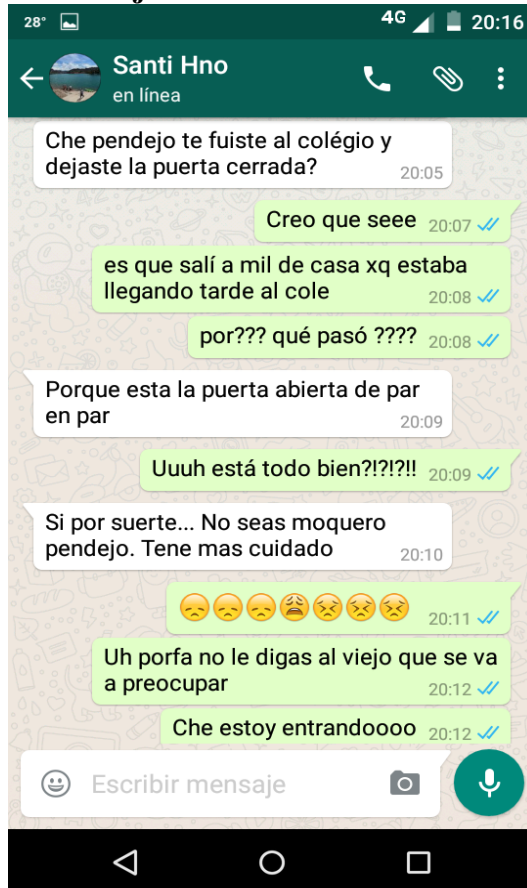 28° 4G 20:16
Santi Hno
en línea
Che pendejo te fuiste al colégio y
dejaste la puerta cerrada?
20:05
Creo que seee 20:07
es que salí a mil de casa xq estaba
llegando tarde al cole
20:08
por??? qué pasó ???? 20:08
Porque esta la puerta abierta de par
en par
20:09
Uuuh está todo bien?!?!?!! 20:09
Si por suerte... No seas moquero
pendejo. Tene mas cuidado
20:10
😞😞😞😩😣😣😣 20:11
Uh porfa no le digas al viejo que se va
a preocupar
20:12
Che estoy entrandoooo 20:12
Escribir mensaje